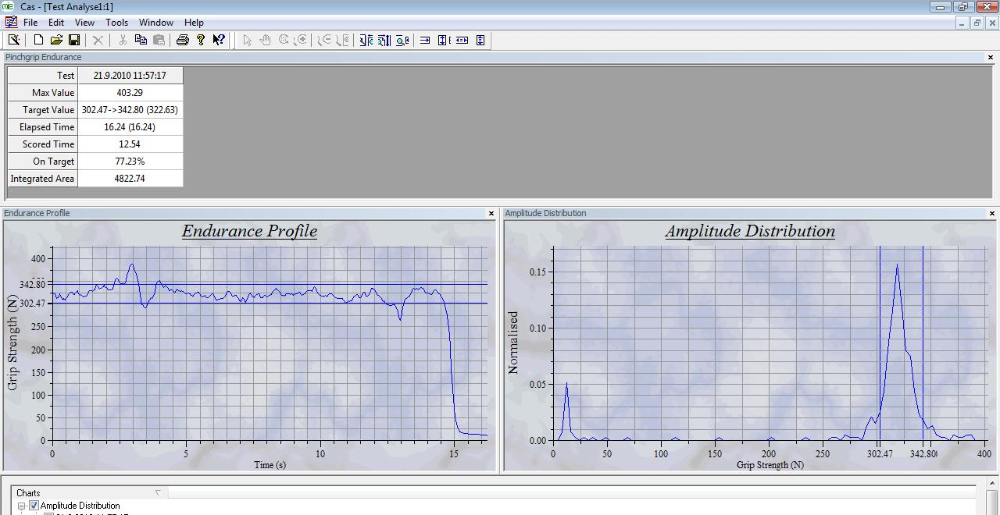 Cas - [Test Analyse1:1]
File Edit View Tools Window Help
Pinchgrip Endurance
Test 21.9.2010 11:57:17
Max Value 403.29
Target Value 302.47->342.80 (322.63)
Elapsed Time 16.24 (16.24)
Scored Time 12.54
On Target 77.23%
Integrated Area 4822.74
Endurance Profile
Endurance Profile
400
342.80
302.47
250
200
150
100
50
0
Grip Strength (N)
0 5 10 15
Time (s)
Amplitude Distribution
Amplitude Distribution
0.15
0.10
0.05
0.00
Normalised
0 50 100 150 200 250 302.47 342.80 400
Grip Strength (N)
Charts
Amplitude Distribution